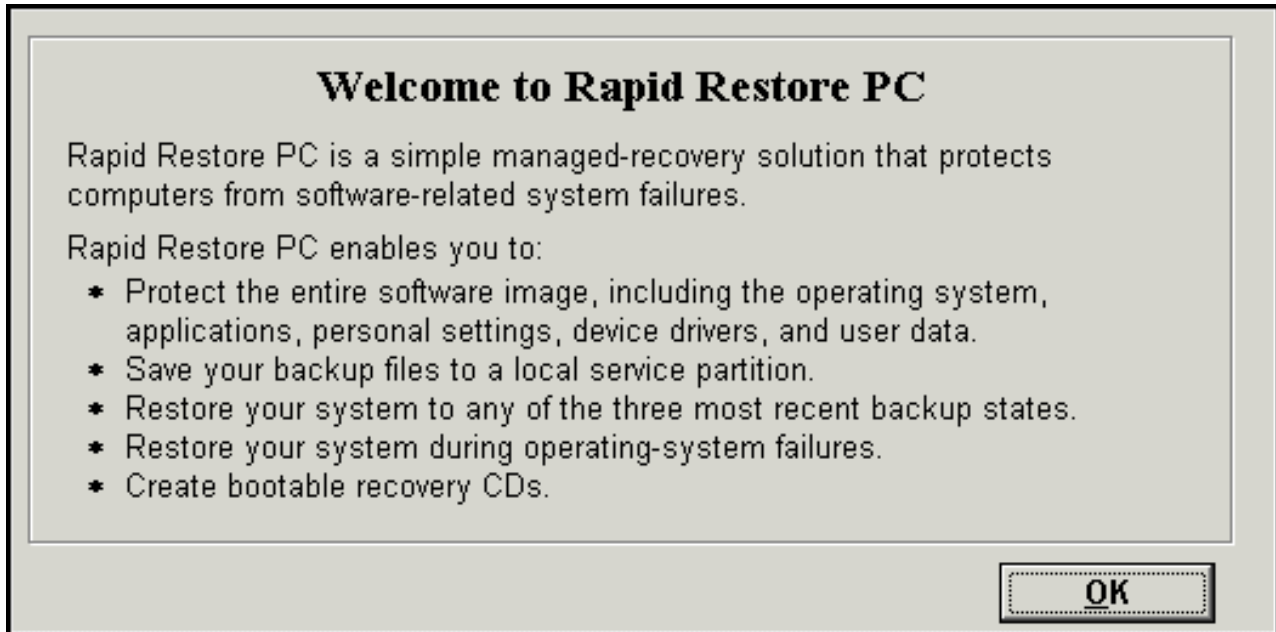 Welcome to Rapid Restore PC
Rapid Restore PC is a simple managed-recovery solution that protects
computers from software-related system failures.
Rapid Restore PC enables you to:
* Protect the entire software image, including the operating system,
applications, personal settings, device drivers, and user data.
* Save your backup files to a local service partition.
* Restore your system to any of the three most recent backup states.
* Restore your system during operating-system failures.
* Create bootable recovery CDs.
OK